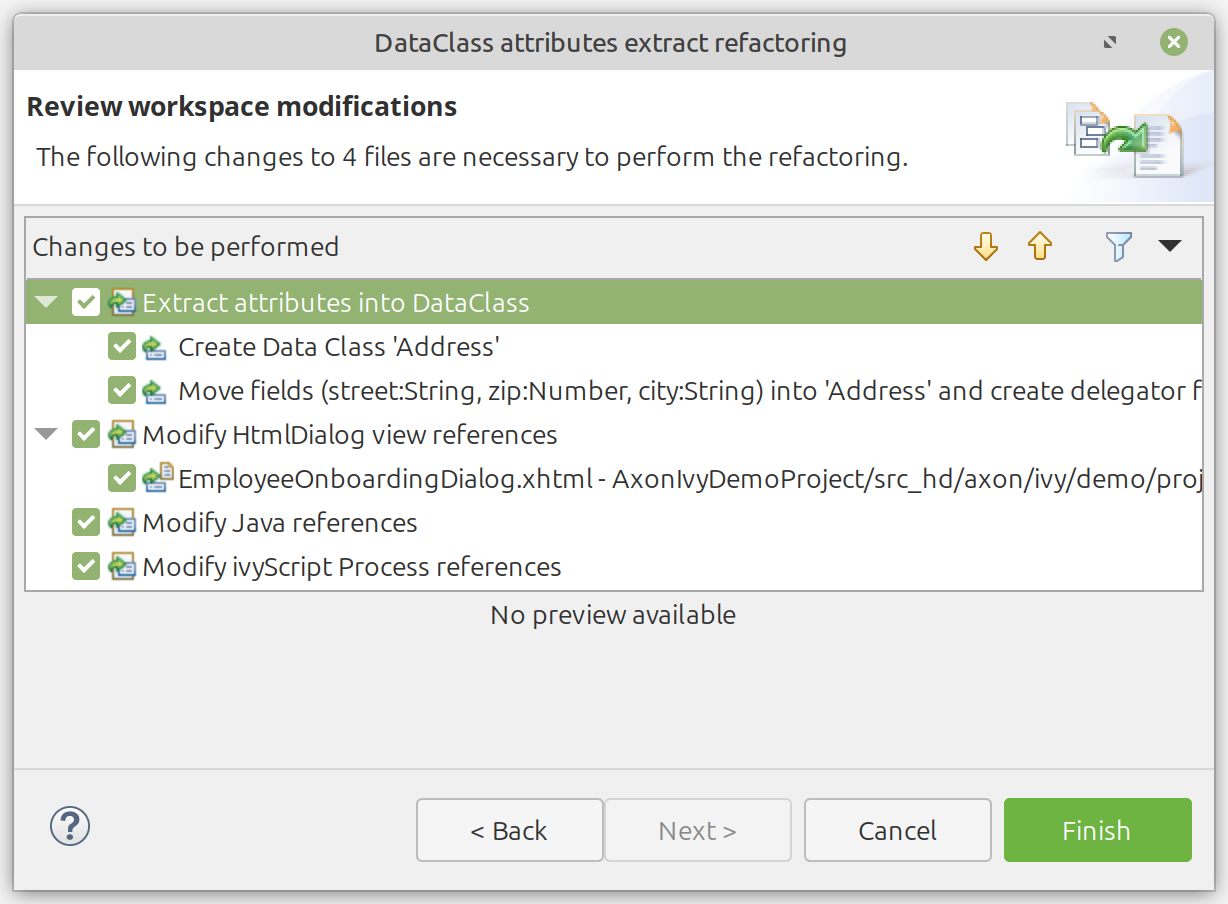 DataClass attributes extract refactoring
Review workspace modifications
The following changes to 4 files are necessary to perform the refactoring.
Changes to be performed
Extract attributes into DataClass
Create Data Class 'Address'
Move fields (street:String, zip:Number, city:String) into 'Address' and create delegator f
Modify HtmlDialog view references
EmployeeOnboardingDialog.xhtml - AxonIvyDemoProject/src_hd/axon/ivy/demo/proj
Modify Java references
Modify ivyScript Process references
No preview available
? < Back Next > Cancel Finish